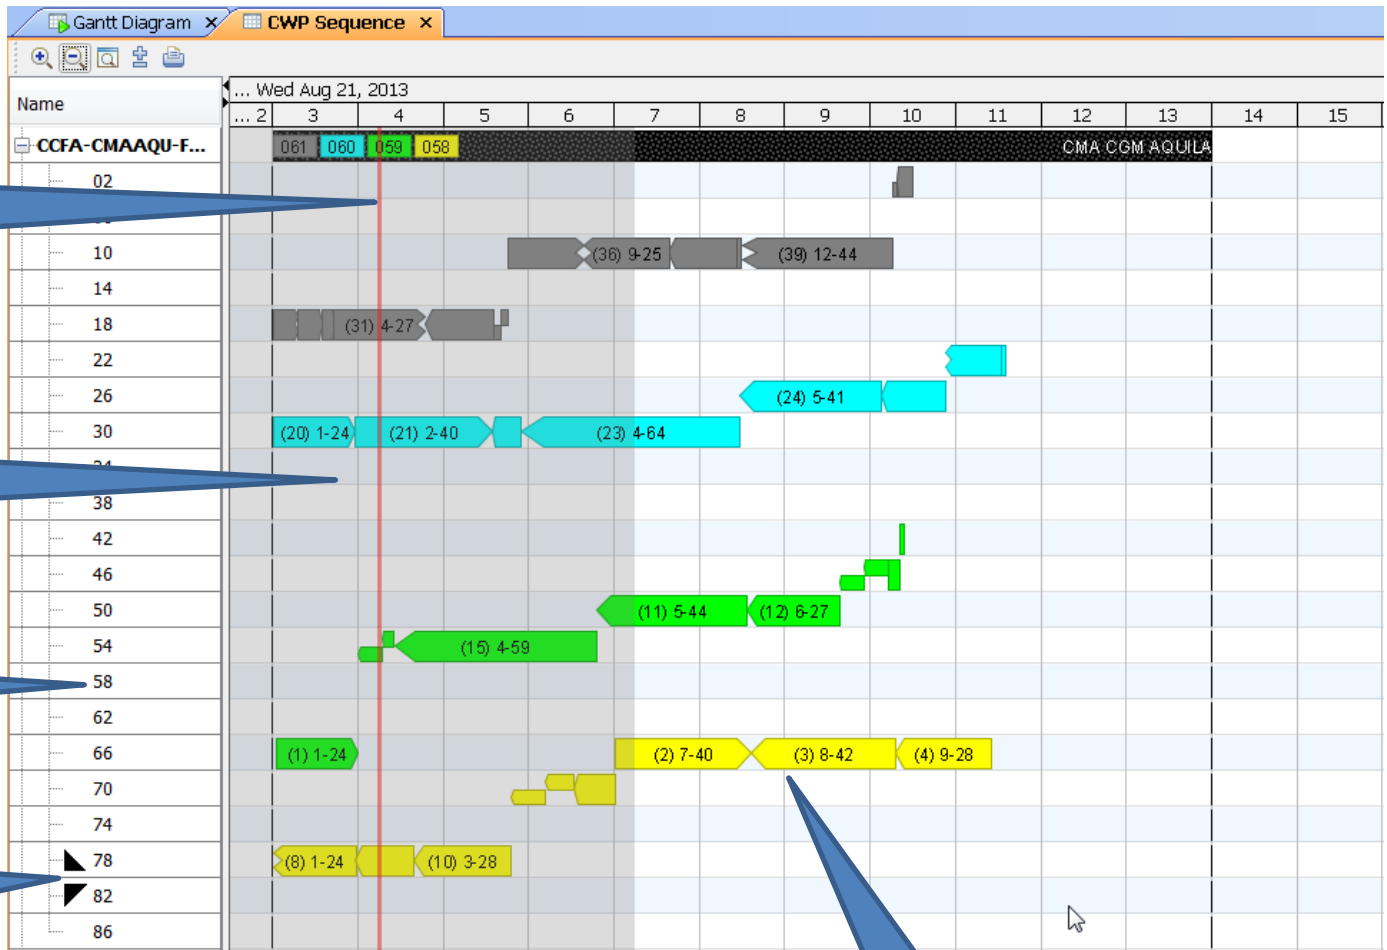 Gantt Diagram
CWP Sequence
Name
... Wed Aug 21, 2013
... 2 3 4 5 6 7 8 9 10 11 12 13 14 15
CCFA-CMAAQU-F...
061 060 059 058 CMA CGM AQUILA
02
10
(36) 9-25 (39) 12-44
14
18
(31) 4-27
22
26
(24) 5-41
30
(20) 1-24 (21) 2-40 (23) 4-64
38
42
46
50
(11) 5-44 (12) 6-27
54
(15) 4-59
58
62
66
(1) 1-24 (2) 7-40 (3) 8-42 (4) 9-28
70
74
78
(8) 1-24 (10) 3-28
82
86